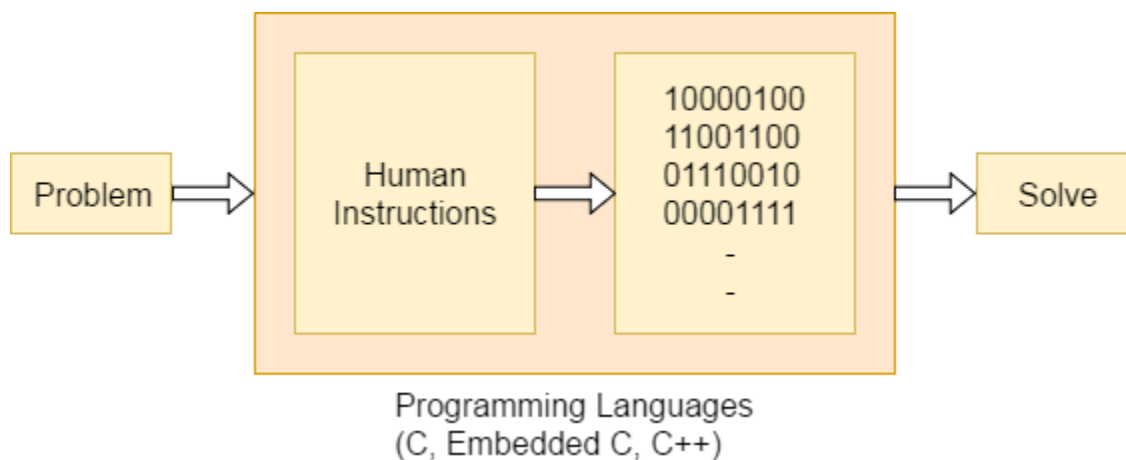 Problem
Human
Instructions
10000100
11001100
01110010
00001111
-
-
Solve
Programming Languages
(C, Embedded C, C++)